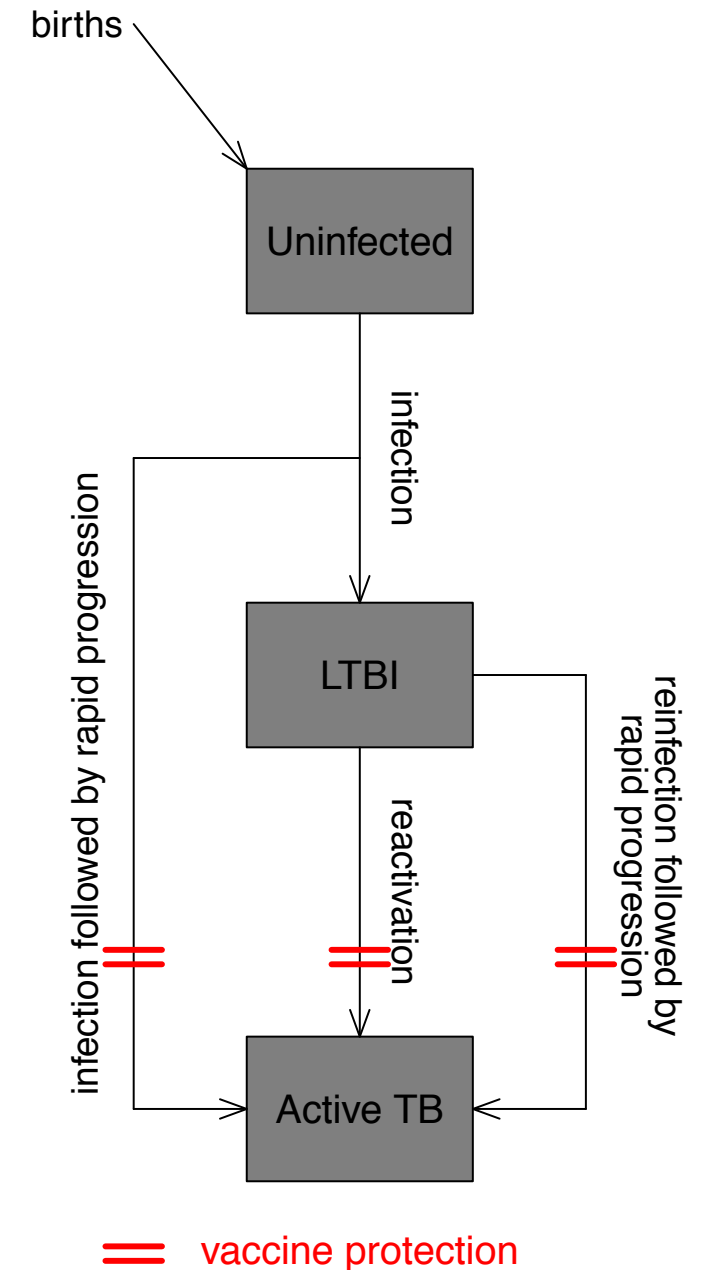 births
Uninfected
infection
infection followed by rapid progression
LTBI
reinfection followed by
rapid progression
reactivation
Active TB
vaccine protection